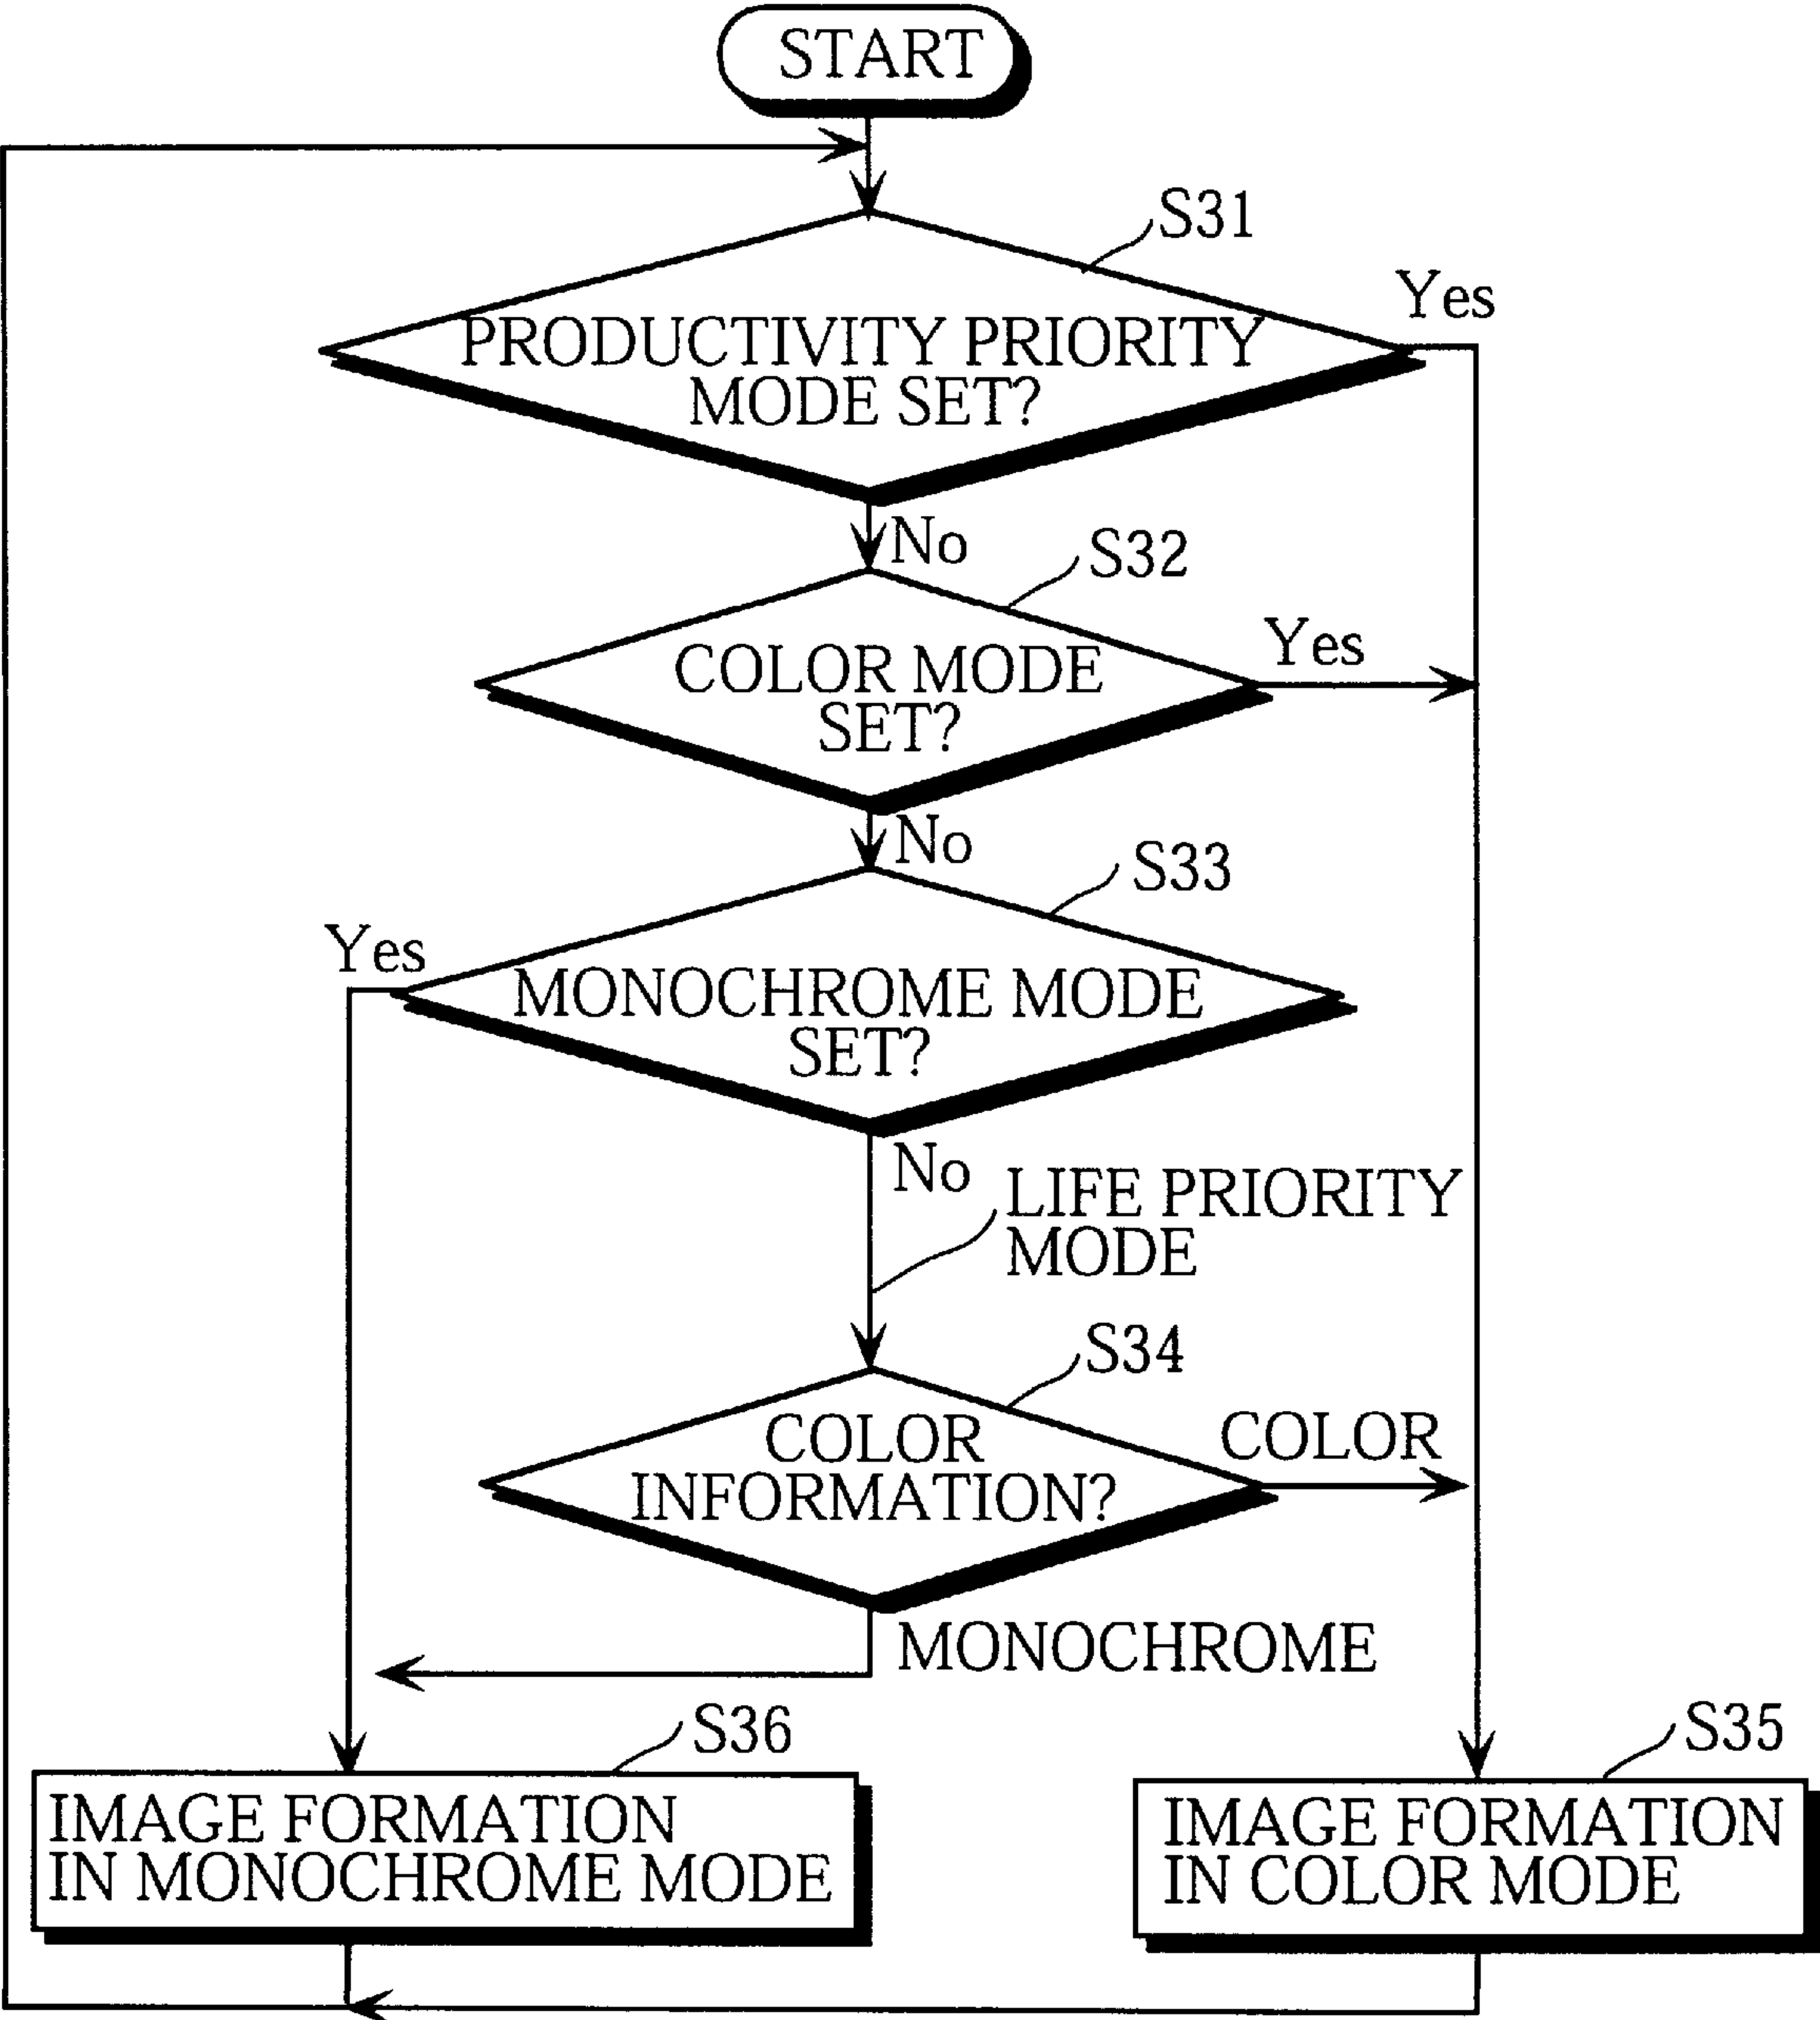 START
S31
Yes
PRODUCTIVITY PRIORITY
MODE SET?
No
S32
Yes
COLOR MODE
SET?
No
S33
Yes
MONOCHROME MODE
SET?
No
LIFE PRIORITY
MODE
S34
COLOR
COLOR
INFORMATION?
MONOCHROME
S36
S35
IMAGE FORMATION
IN MONOCHROME MODE
IMAGE FORMATION
IN COLOR MODE